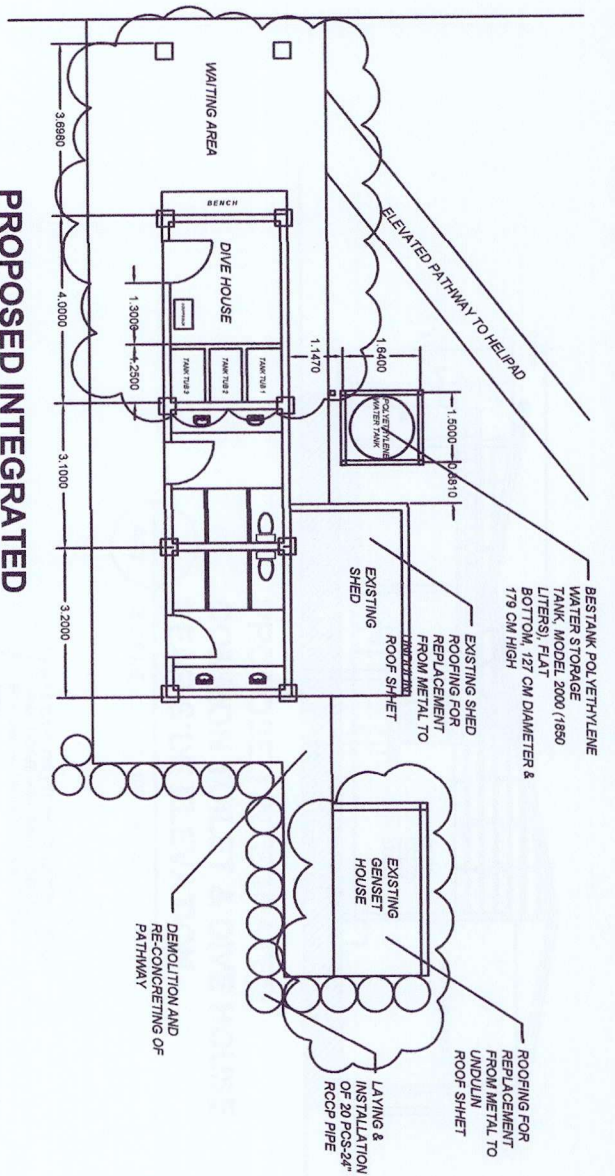 WAITING AREA
BENCH
DIVE HOUSE
TANK TUB 1
TANK TUB 2
TANK TUB 3
ELEVATED PATHWAY TO HELIPAD
POLYETHYLENE
WATER TANK
EXISTING
SHED
EXISTING
GENSET
HOUSE
BESTANK POLYETHYLENE
WATER STORAGE
TANK, MODEL 2000 (1850
LITERS), FLAT
BOTTOM, 127 CM DIAMETER &
179 CM HIGH
EXISTING SHED
ROOFING FOR
REPLACEMENT
FROM METAL TO
ROOF SHHET
ROOFING FOR
REPLACEMENT
FROM METAL TO
UNDULIN
ROOF SHHET
LAYING &
INSTALLATION
OF 20 PCS-24"
RCCP PIPE
DEMOLITION AND
RE-CONCRETING OF
PATHWAY
3.6980
4.0000
3.1000
3.2000
1.3000
1.2500
1.1470
1.6400
1.5000
0.8810
PROPOSED INTEGRATED